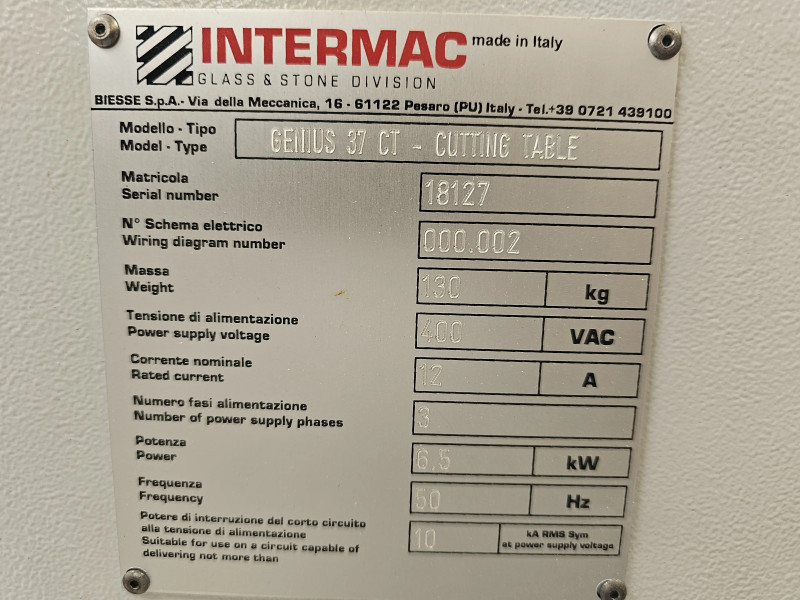 INTERMAC made in Italy
GLASS & STONE DIVISION
BIESSE S.p.A.- Via della Meccanica, 16 - 61122 Pesaro (PU) Italy - Tel.+39 0721 439100
Modello - Tipo
Model - Type
GENIUS 37 CT - CUTTING TABLE
Matricola
Serial number
18127
N° Schema elettrico
Wiring diagram number
000.002
Massa
Weight
130 kg
Tensione di alimentazione
Power supply voltage
400 VAC
Corrente nominale
Rated current
12 A
Numero fasi alimentazione
Number of power supply phases
3
Potenza
Power
6.5 kW
Frequenza
Frequency
50 Hz
Potere di interruzione del corto circuito
alla tensione di alimentazione
Suitable for use on a circuit capable of
delivering not more than
10
kA RMS Sym
at power supply voltage